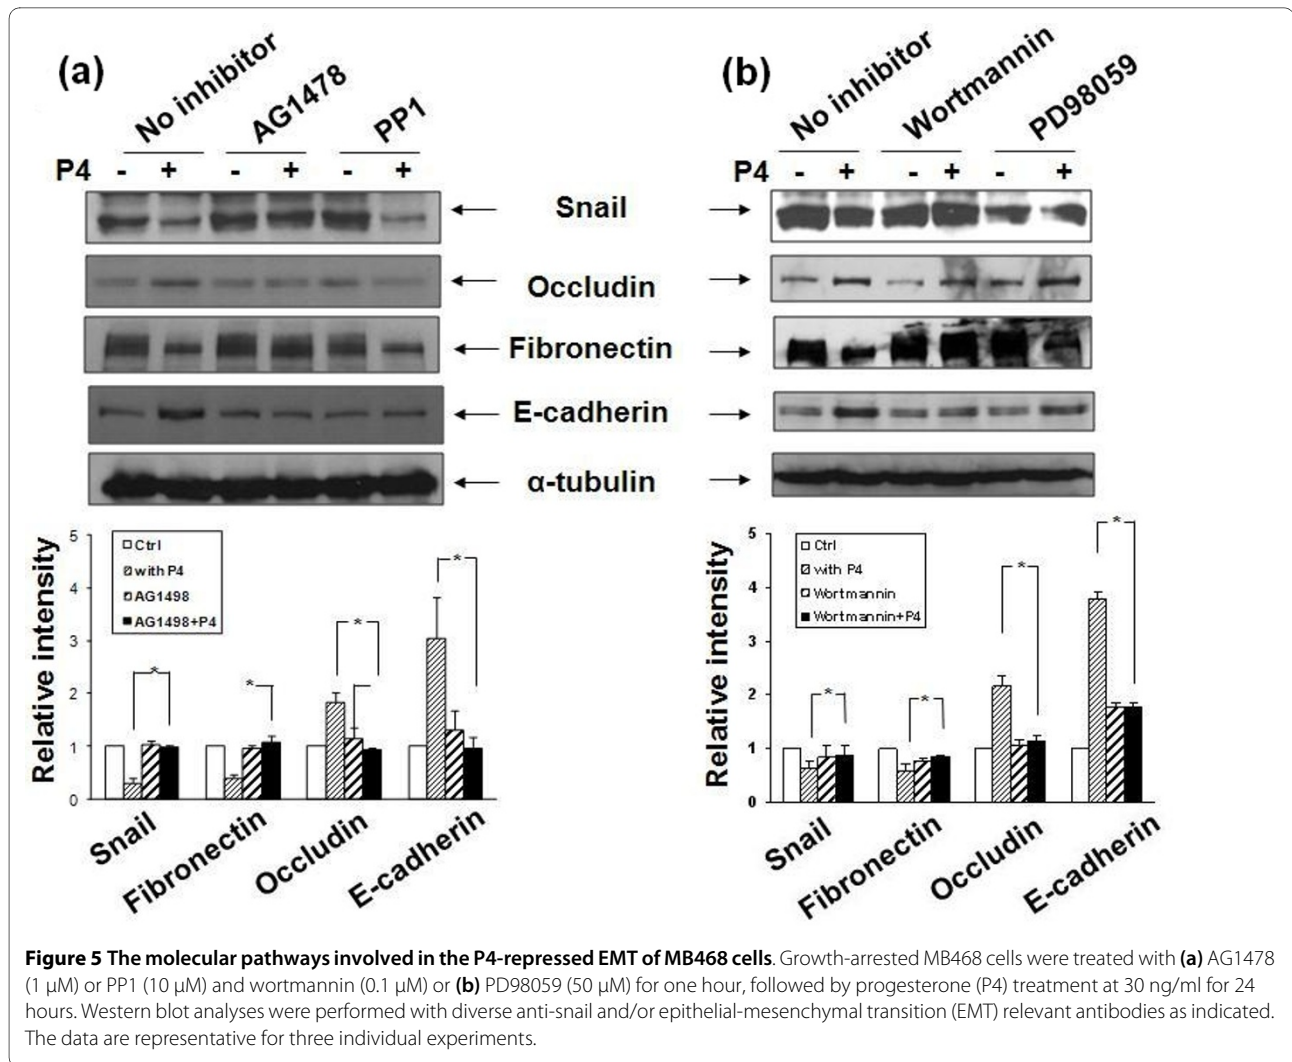 (a)
No inhibitor
AG1478
PP1
P4 - + - + - +
(b)
No inhibitor
Wortmannin
PD98059
P4 - + - + - +
Snail
Occludin
Fibronectin
E-cadherin
α-tubulin
Relative intensity
5
4
3
2
1
0
Ctrl
with P4
AG1498
AG1498+P4
*
*
*
*
Snail
Fibronectin
Occludin
E-cadherin
Relative intensity
5
4
2
1
0
Ctrl
with P4
Wortmannin
Wortmannin+P4
*
*
*
*
Snail
Fibronectin
Occludin
E-cadherin
Figure 5 The molecular pathways involved in the P4-repressed EMT of MB468 cells. Growth-arrested MB468 cells were treated with (a) AG1478
(1 μM) or PP1 (10 μM) and wortmannin (0.1 μM) or (b) PD98059 (50 μM) for one hour, followed by progesterone (P4) treatment at 30 ng/ml for 24
hours. Western blot analyses were performed with diverse anti-snail and/or epithelial-mesenchymal transition (EMT) relevant antibodies as indicated.
The data are representative for three individual experiments.